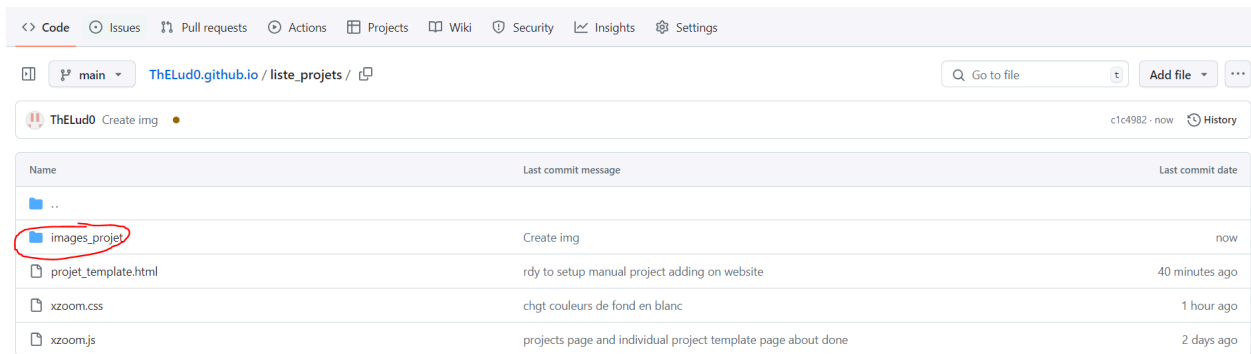 Code Issues Pull requests Actions Projects Wiki Security Insights Settings
main ThELud0.github.io / liste_projets / Go to file t Add file
ThELud0 Create img c1c4982 · now History
Name Last commit message Last commit date
..
images_projet Create img now
projet_template.html rdy to setup manual project adding on website 40 minutes ago
xzoom.css chgt couleurs de fond en blanc 1 hour ago
xzoom.js projects page and individual project template page about done 2 days ago